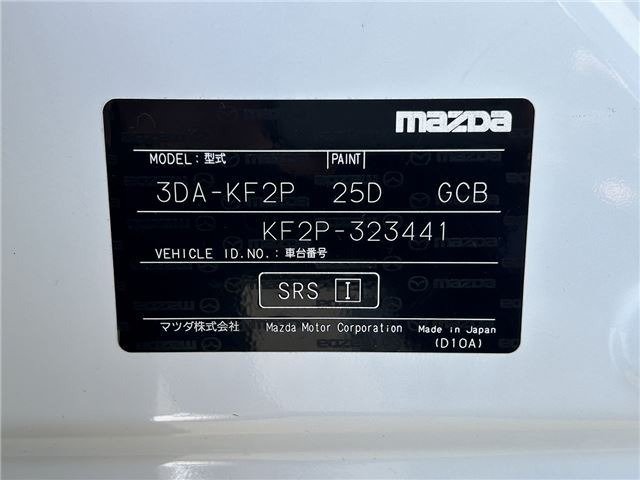 mazda
MODEL: 型式 PAINT
3DA-KF2P 25D GCB
KF2P-323441
VEHICLE ID.NO.: 車台番号
SRS I
マツダ株式会社 Mazda Motor Corporation Made in Japan
(D10A)